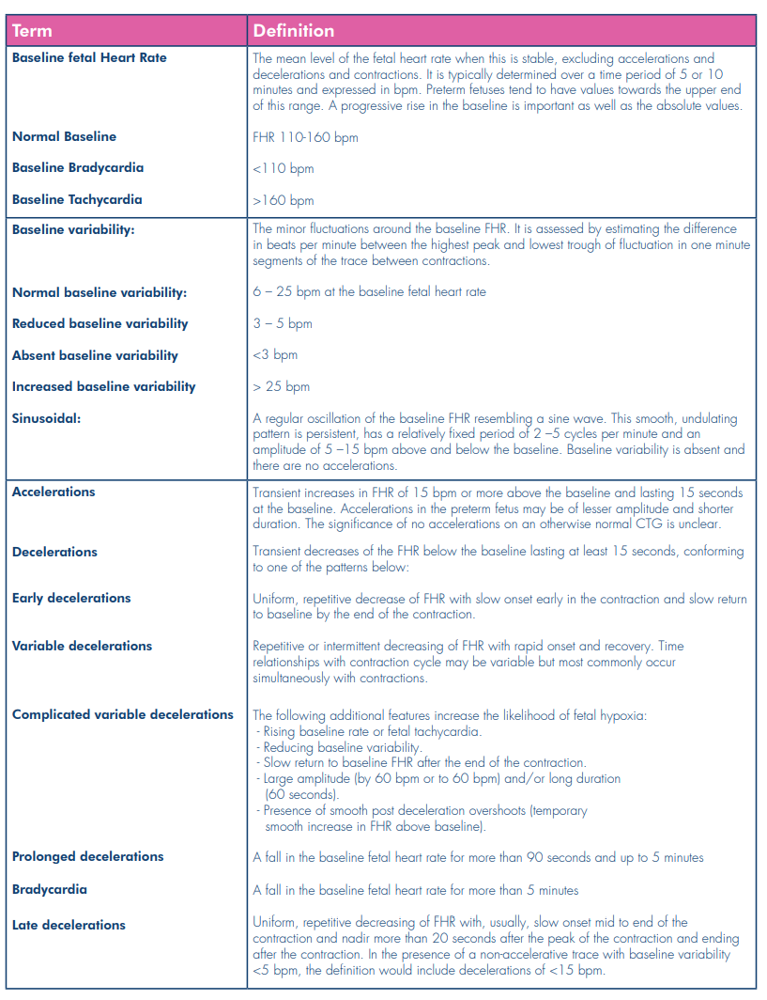 Term Definition
Baseline fetal Heart Rate The mean level of the fetal heart rate when this is stable, excluding accelerations and
decelerations and contractions. It is typically determined over a time period of 5 or 10
minutes and expressed in bpm. Preterm fetuses tend to have values towards the upper end
of this range. A progressive rise in the baseline is important as well as the absolute values.
Normal Baseline FHR 110-160 bpm
Baseline Bradycardia <110 bpm
Baseline Tachycardia >160 bpm
Baseline variability: The minor fluctuations around the baseline FHR. It is assessed by estimating the difference
in beats per minute between the highest peak and lowest trough of fluctuation in one minute
segments of the trace between contractions.
Normal baseline variability: 6 – 25 bpm at the baseline fetal heart rate
Reduced baseline variability 3 – 5 bpm
Absent baseline variability <3 bpm
Increased baseline variability > 25 bpm
Sinusoidal: A regular oscillation of the baseline FHR resembling a sine wave. This smooth, undulating
pattern is persistent, has a relatively fixed period of 2 –5 cycles per minute and an
amplitude of 5 –15 bpm above and below the baseline. Baseline variability is absent and
there are no accelerations.
Accelerations Transient increases in FHR of 15 bpm or more above the baseline and lasting 15 seconds
at the baseline. Accelerations in the preterm fetus may be of lesser amplitude and shorter
duration. The significance of no accelerations on an otherwise normal CTG is unclear.
Decelerations Transient decreases of the FHR below the baseline lasting at least 15 seconds, conforming
to one of the patterns below:
Early decelerations Uniform, repetitive decrease of FHR with slow onset early in the contraction and slow return
to baseline by the end of the contraction.
Variable decelerations Repetitive or intermittent decreasing of FHR with rapid onset and recovery. Time
relationships with contraction cycle may be variable but most commonly occur
simultaneously with contractions.
Complicated variable decelerations The following additional features increase the likelihood of fetal hypoxia:
- Rising baseline rate or fetal tachycardia.
- Reducing baseline variability.
- Slow return to baseline FHR after the end of the contraction.
- Large amplitude (by 60 bpm or to 60 bpm) and/or long duration
(60 seconds).
- Presence of smooth post deceleration overshoots (temporary
smooth increase in FHR above baseline).
Prolonged decelerations A fall in the baseline fetal heart rate for more than 90 seconds and up to 5 minutes
Bradycardia A fall in the baseline fetal heart rate for more than 5 minutes
Late decelerations Uniform, repetitive decreasing of FHR with, usually, slow onset mid to end of the
contraction and nadir more than 20 seconds after the peak of the contraction and ending
after the contraction. In the presence of a non-accelerative trace with baseline variability
<5 bpm, the definition would include decelerations of <15 bpm.